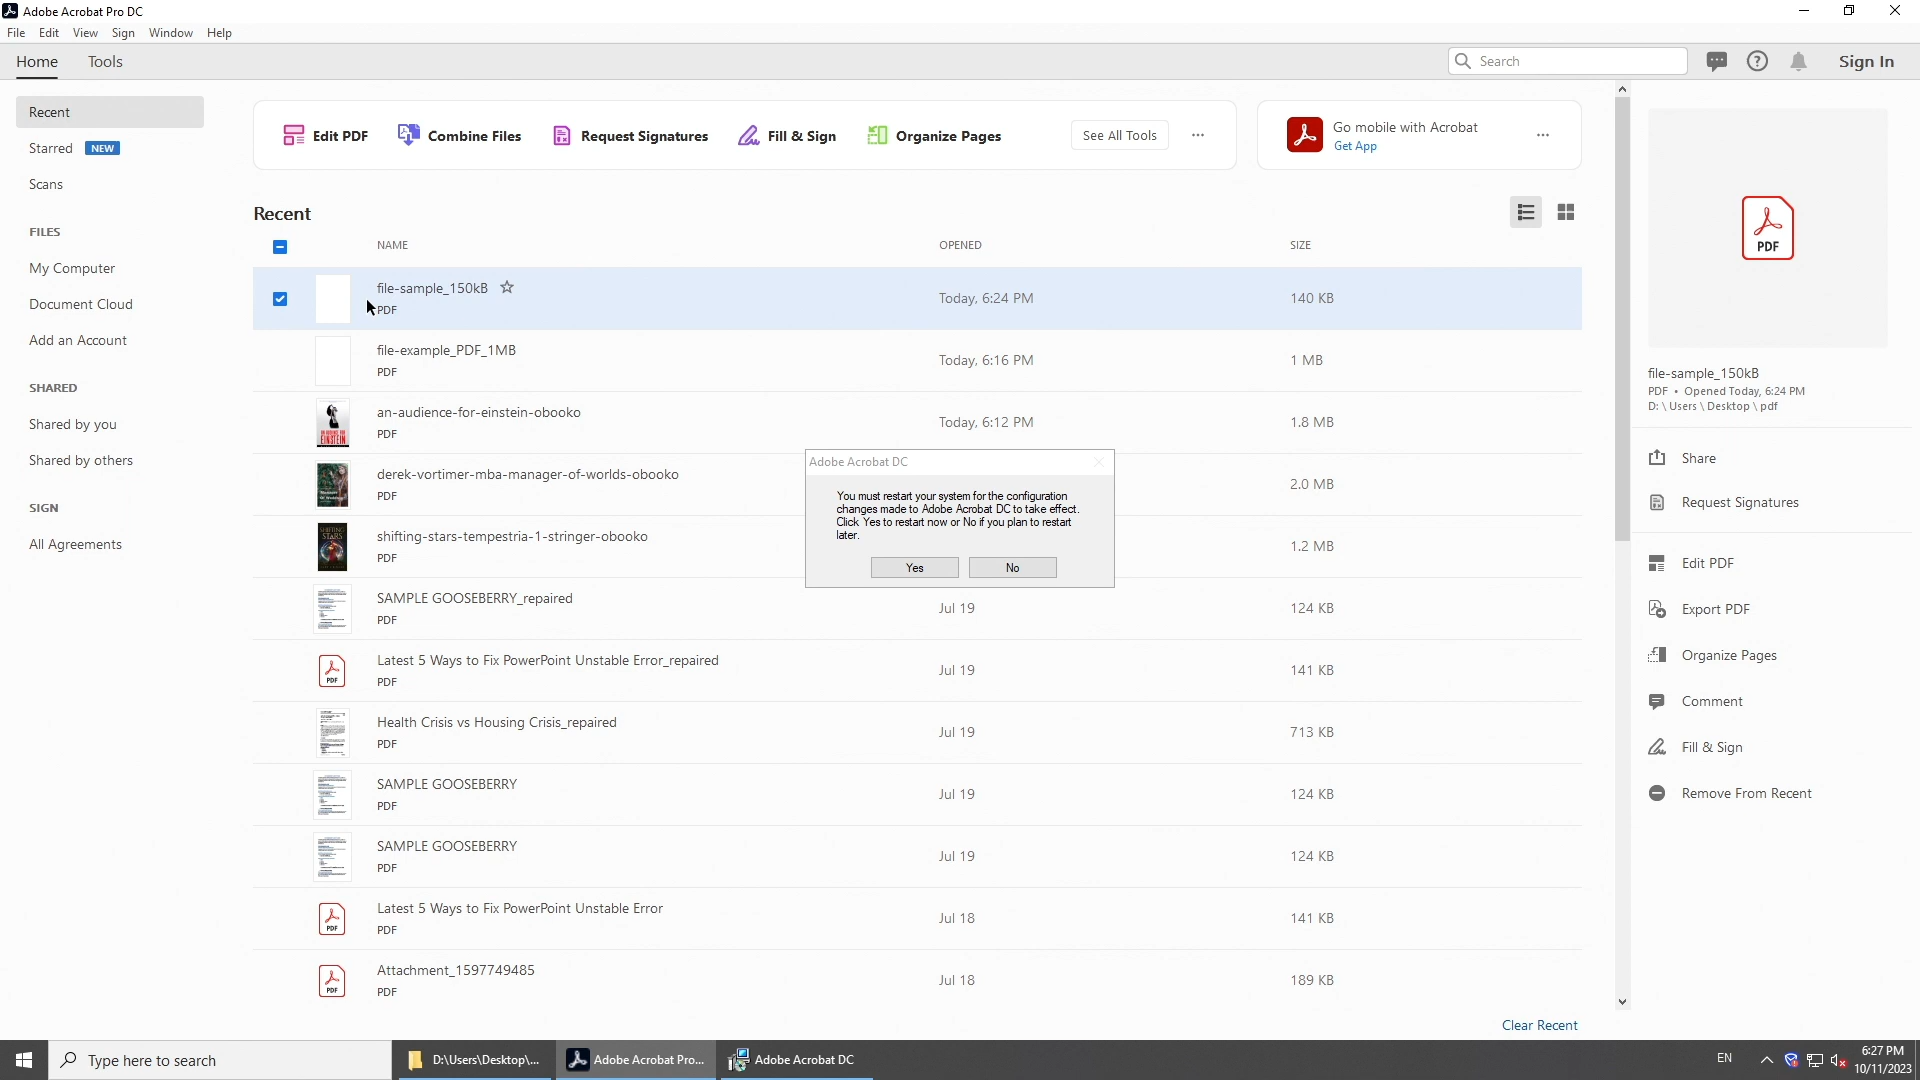 Adobe Acrobat Pro DC
File Edit View Sign Window Help
Home Tools Search Sign In
Recent
Starred NEW
Scans
FILES
My Computer
Document Cloud
Add an Account
SHARED
Shared by you
Shared by others
SIGN
All Agreements
Edit PDF Combine Files Request Signatures Fill & Sign Organize Pages See All Tools
Go mobile with Acrobat
Get App
Recent
NAME OPENED SIZE
file-sample_150kB Today, 6:24 PM 140 KB
PDF
file-example_PDF_1MB Today, 6:16 PM 1 MB
PDF
an-audience-for-einstein-obooko Today, 6:12 PM 1.8 MB
PDF
derek-vortimer-mba-manager-of-worlds-obooko 2.0 MB
PDF
shifting-stars-tempestria-1-stringer-obooko 1.2 MB
PDF
SAMPLE GOOSEBERRY_repaired Jul 19 124 KB
PDF
Latest 5 Ways to Fix PowerPoint Unstable Error_repaired Jul 19 141 KB
PDF
Health Crisis vs Housing Crisis_repaired Jul 19 713 KB
PDF
SAMPLE GOOSEBERRY Jul 19 124 KB
PDF
SAMPLE GOOSEBERRY Jul 19 124 KB
PDF
Latest 5 Ways to Fix PowerPoint Unstable Error Jul 18 141 KB
PDF
Attachment_1597749485 Jul 18 189 KB
PDF
Clear Recent
Adobe Acrobat DC
You must restart your system for the configuration
changes made to Adobe Acrobat DC to take effect.
Click Yes to restart now or No if you plan to restart
later.
Yes No
PDF
file-sample_150kB
PDF • Opened Today, 6:24 PM
D: \ Users \ Desktop \ pdf
Share
Request Signatures
Edit PDF
Export PDF
Organize Pages
Comment
Fill & Sign
Remove From Recent
Type here to search D:\Users\Desktop\... Adobe Acrobat Pro... Adobe Acrobat DC EN 6:27 PM
10/11/2023